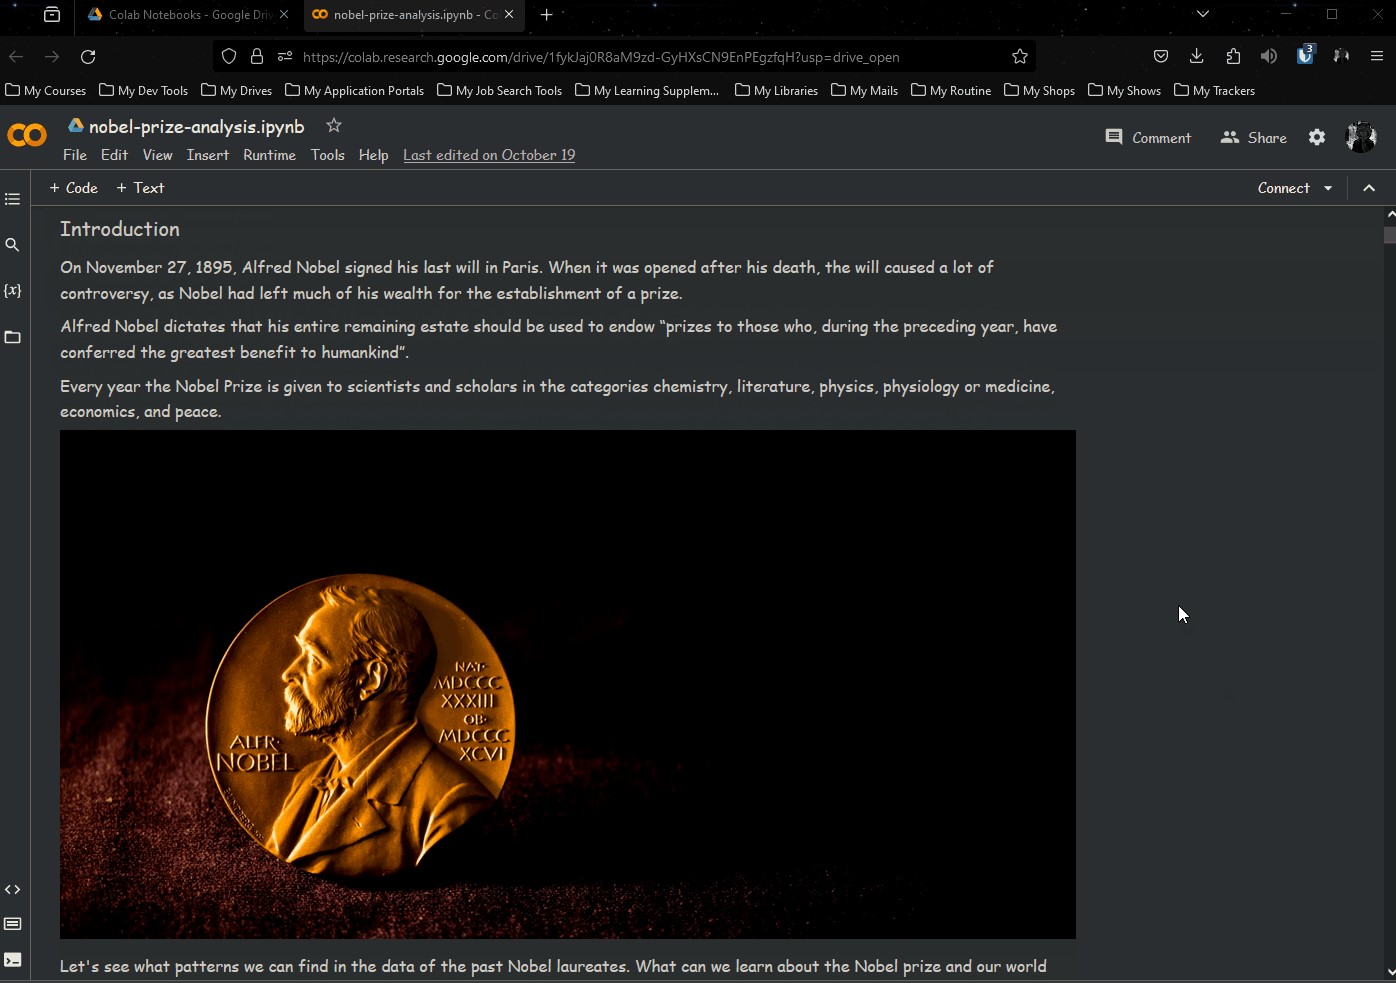 Colab Notebooks - Google Driv
nobel-prize-analysis.ipynb - Co
https://colab.research.google.com/drive/1fykJaj0R8aM9zd-GyHXsCN9EnPEgzfqH?usp=drive_open
3
My Courses My Dev Tools My Drives My Application Portals My Job Search Tools My Learning Supplem... My Libraries My Mails My Routine My Shops My Shows My Trackers
nobel-prize-analysis.ipynb
Comment Share
File Edit View Insert Runtime Tools Help Last edited on October 19
+ Code + Text Connect
{x}
Introduction
On November 27, 1895, Alfred Nobel signed his last will in Paris. When it was opened after his death, the will caused a lot of
controversy, as Nobel had left much of his wealth for the establishment of a prize.
Alfred Nobel dictates that his entire remaining estate should be used to endow “prizes to those who, during the preceding year, have
conferred the greatest benefit to humankind”.
Every year the Nobel Prize is given to scientists and scholars in the categories chemistry, literature, physics, physiology or medicine,
economics, and peace.
ALFR·
NOBEL
NAT·
MDCCC
XXXIII
OB·
MDCCC
XCVI
Let's see what patterns we can find in the data of the past Nobel laureates. What can we learn about the Nobel prize and our world